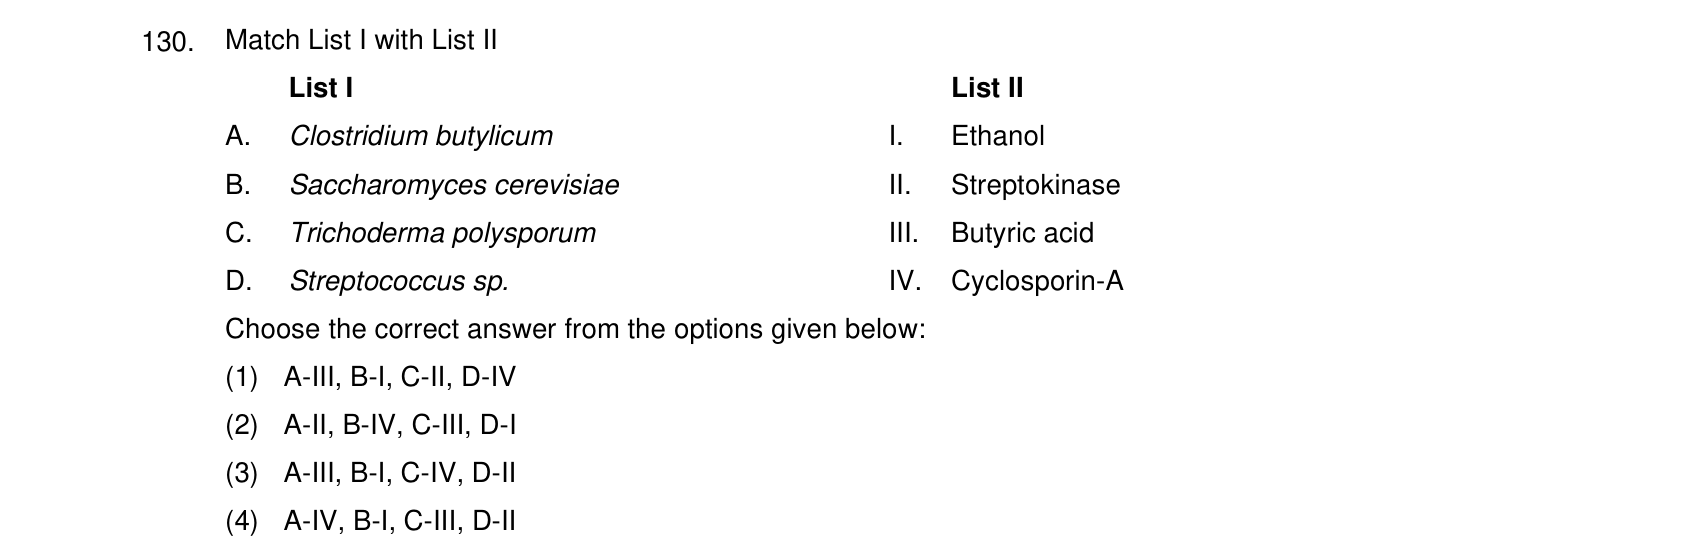 130. Match List I with List II
List I List II
A. Clostridium butylicum I. Ethanol
B. Saccharomyces cerevisiae II. Streptokinase
C. Trichoderma polysporum III. Butyric acid
D. Streptococcus sp. IV. Cyclosporin-A
Choose the correct answer from the options given below:
(1) A-III, B-I, C-II, D-IV
(2) A-II, B-IV, C-III, D-I
(3) A-III, B-I, C-IV, D-II
(4) A-IV, B-I, C-III, D-II